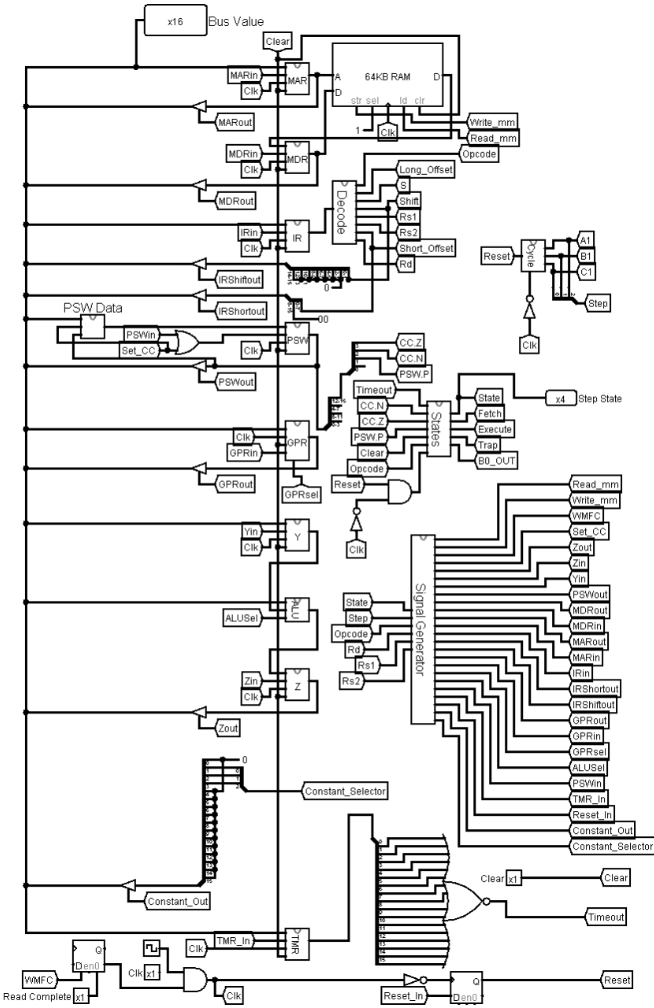 x16 Bus Value
Clear
MARin
Clk
MAR
A
64KB RAM
D
D
str sel ld clr
1
Clk
Write_mm
Read_mm
MARout
MDRin
Clk
MDR
MDRout
Opcode
Long_Offset
S
Shift
Rs1
Rs2
Short_Offset
Rd
Decode
IRin
Clk
IR
IRShiftout
0
IRShortout
00
Reset
Cycle
A1
B1
C1
Step
Clk
PSW Data
PSWin
Set_CC
Clk
PSW
PSWout
CC.Z
CC.N
PSW.P
Timeout
CC.N
CC.Z
PSW.P
Clear
Opcode
Reset
Clk
States
State
Fetch
Execute
Trap
B0_OUT
x4 Step State
Clk
GPRin
GPR
GPRout
GPRsel
Yin
Clk
Y
ALUSel
ALU
Zin
Clk
Z
Zout
State
Step
Opcode
Rd
Rs1
Rs2
Signal Generator
Read_mm
Write_mm
WMFC
Set_CC
Zout
Zin
Yin
PSWout
MDRout
MDRin
MARout
MARin
IRin
IRShortout
IRShiftout
GPRout
GPRin
GPRsel
ALUSel
PSWin
TMR_In
Reset_In
Constant_Out
Constant_Selector
0
Constant_Selector
Constant_Out
TMR_In
Clk
TMR
Clear x1 Clear
Timeout
WMFC
D Q
en0
Read Complete x1
Clk x1
Clk
Reset_In
D Q
en0
Reset